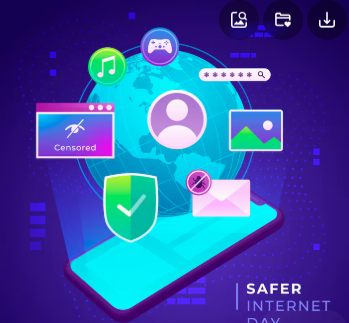 ******
Censored
SAFER
INTERNET
DAY